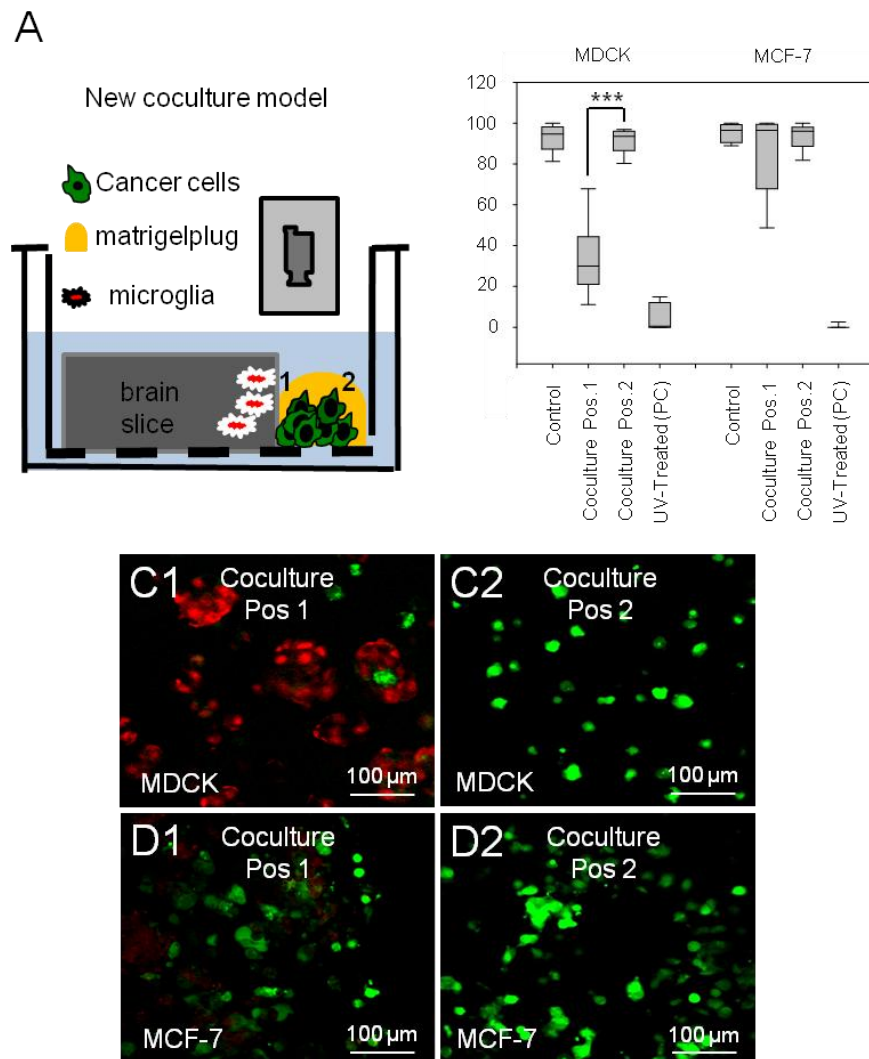 A
New coculture model
Cancer cells
matrigelplug
microglia
brain
slice
1
2
MDCK
MCF-7
120
100
80
60
40
20
0
***
Control
Coculture Pos. 1
Coculture Pos.2
UV-Treated (PC)
Control
Coculture Pos. 1
Coculture Pos.2
UV-Treated (PC)
C1
Coculture
Pos 1
MDCK
100 µm
C2
Coculture
Pos 2
MDCK
100 µm
D1
Coculture
Pos 1
MCF-7
100 µm
D2
Coculture
Pos 2
MCF-7
100 µm